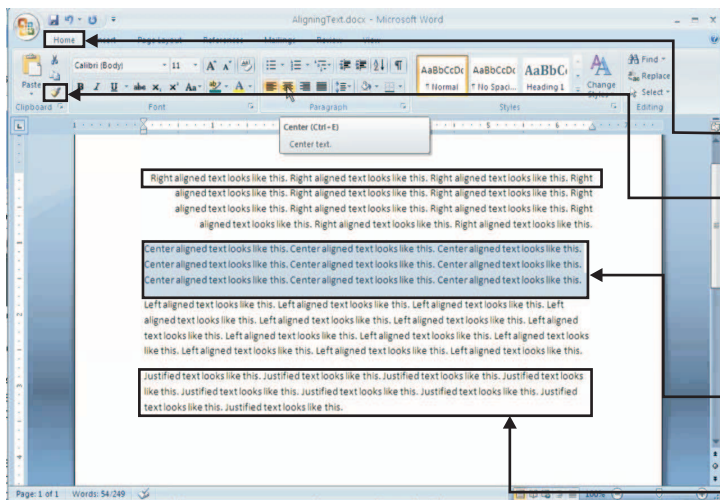 AligningText.docx - Microsoft Word
Home Insert Page Layout References Mailings Review View
Calibri (Body) 11 A A Aa
Paste B I U abe x, x² Aa A
AaBbCcDc AaBbCcDc AaBbCc
¶ Normal ¶ No Spaci... Heading 1
Change Styles
Find
Replace
Select
Clipboard Font Paragraph Styles Editing
Center (Ctrl+E)
Center text.
Right aligned text looks like this. Right aligned text looks like this. Right aligned text looks like this. Right
aligned text looks like this. Right aligned text looks like this. Right aligned text looks like this. Right
aligned text looks like this. Right aligned text looks like this. Right aligned text looks like this. Right
aligned text looks like this. Right aligned text looks like this. Right aligned text looks like this.
Center aligned text looks like this. Center aligned text looks like this. Center aligned text looks like this.
Center aligned text looks like this. Center aligned text looks like this. Center aligned text looks like this.
Center aligned text looks like this. Center aligned text looks like this. Center aligned text looks like this.
Left aligned text looks like this. Left aligned text looks like this. Left aligned text looks like this. Left
aligned text looks like this. Left aligned text looks like this. Left aligned text looks like this. Left aligned
text looks like this. Left aligned text looks like this. Left aligned text looks like this. Left aligned text looks
like this. Left aligned text looks like this. Left aligned text looks like this. Left aligned text looks like this.
Justified text looks like this. Justified text looks like this. Justified text looks like this. Justified text looks
like this. Justified text looks like this. Justified text looks like this. Justified text looks like this. Justified
text looks like this. Justified text looks like this.
Page: 1 of 1 Words: 54/249 100%